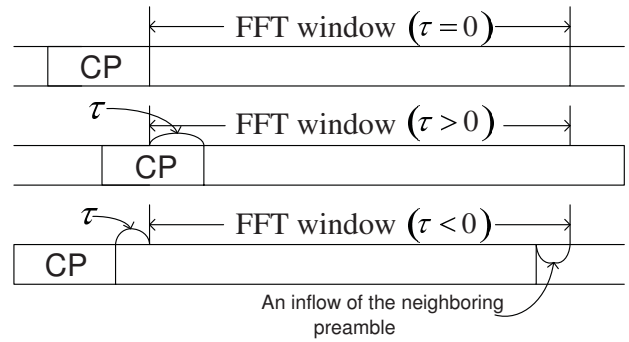 FFT window (τ = 0)
CP
τ
FFT window (τ > 0)
CP
τ
FFT window (τ < 0)
CP
An inflow of the neighboring
preamble